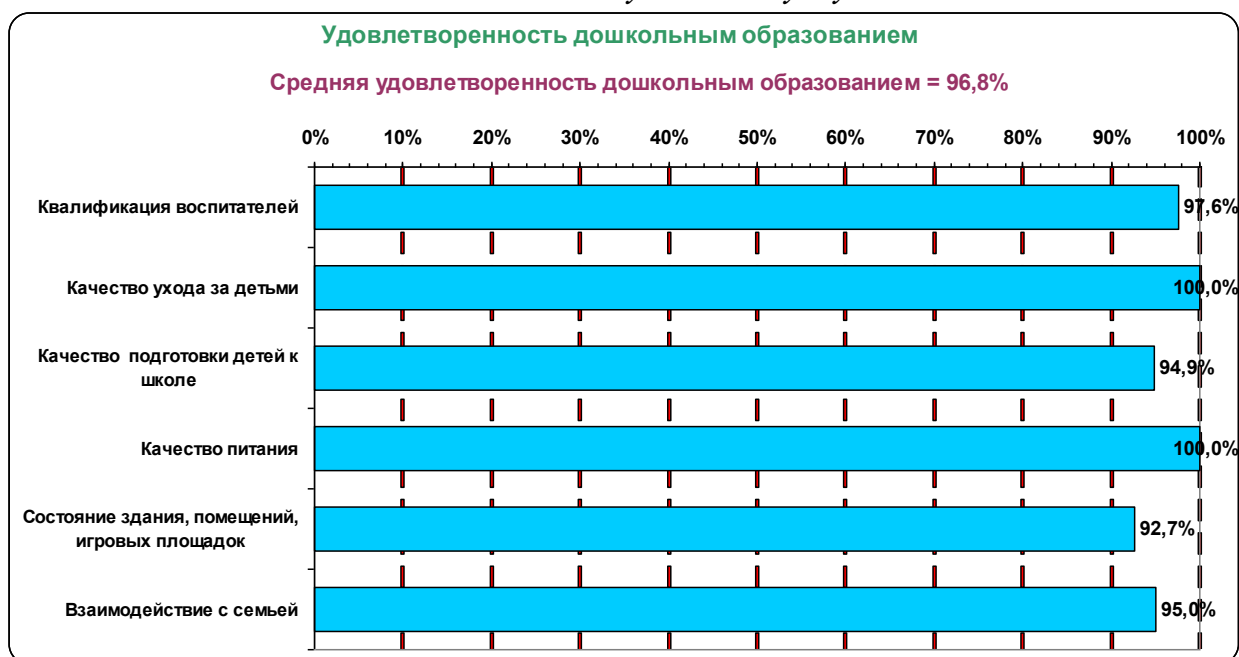 Удовлетворенность дошкольным образованием
Средняя удовлетворенность дошкольным образованием = 96,8%
0% 10% 20% 30% 40% 50% 60% 70% 80% 90% 100%
Квалификация воспитателей 97,6%
Качество ухода за детьми 100,0%
Качество подготовки детей к
школе 94,9%
Качество питания 100,0%
Состояние здания, помещений,
игровых площадок 92,7%
Взаимодействие с семьей 95,0%